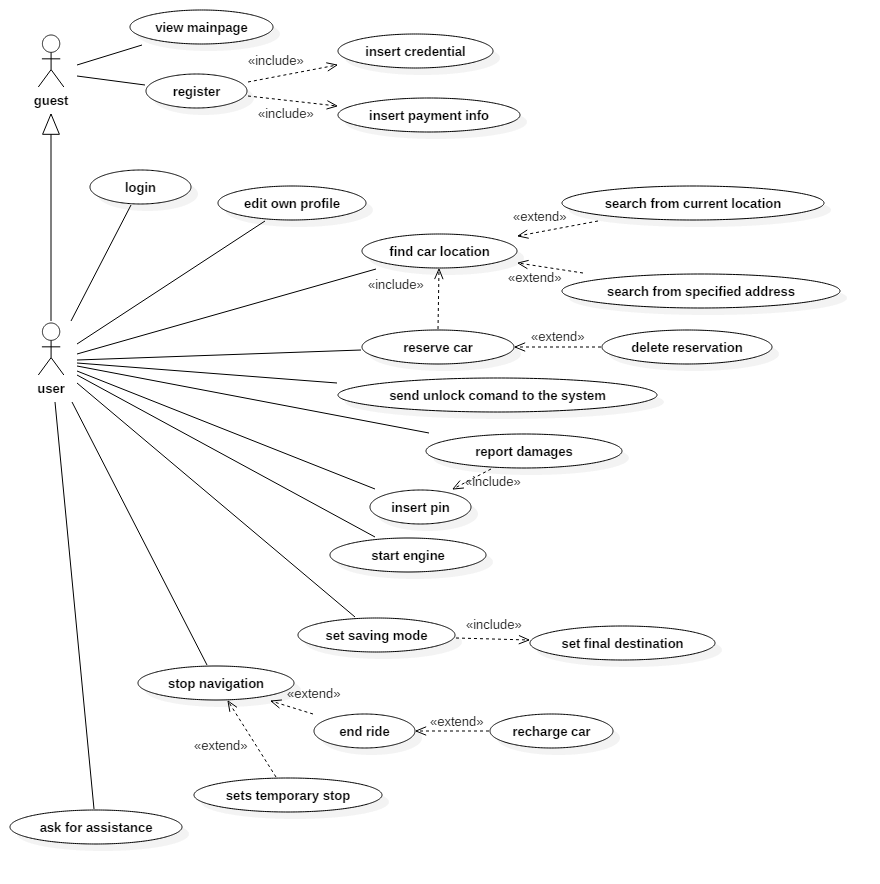 view mainpage
insert credential
«include»
register
guest
«include»
insert payment info
login
edit own profile
search from current location
«extend»
find car location
«include»
«extend»
search from specified address
user
reserve car
«extend»
delete reservation
send unlock comand to the system
report damages
«include»
insert pin
start engine
set saving mode
«include»
set final destination
stop navigation
«extend»
end ride
«extend»
recharge car
«extend»
sets temporary stop
ask for assistance